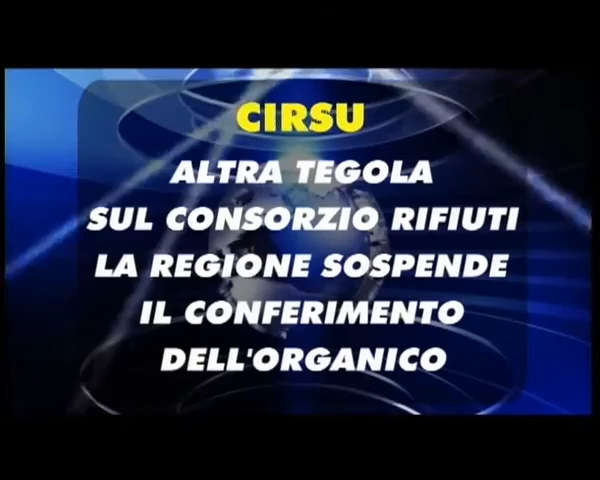 CIRSU
ALTRA TEGOLA
SUL CONSORZIO RIFIUTI
LA REGIONE SOSPENDE
IL CONFERIMENTO
DELL'ORGANICO